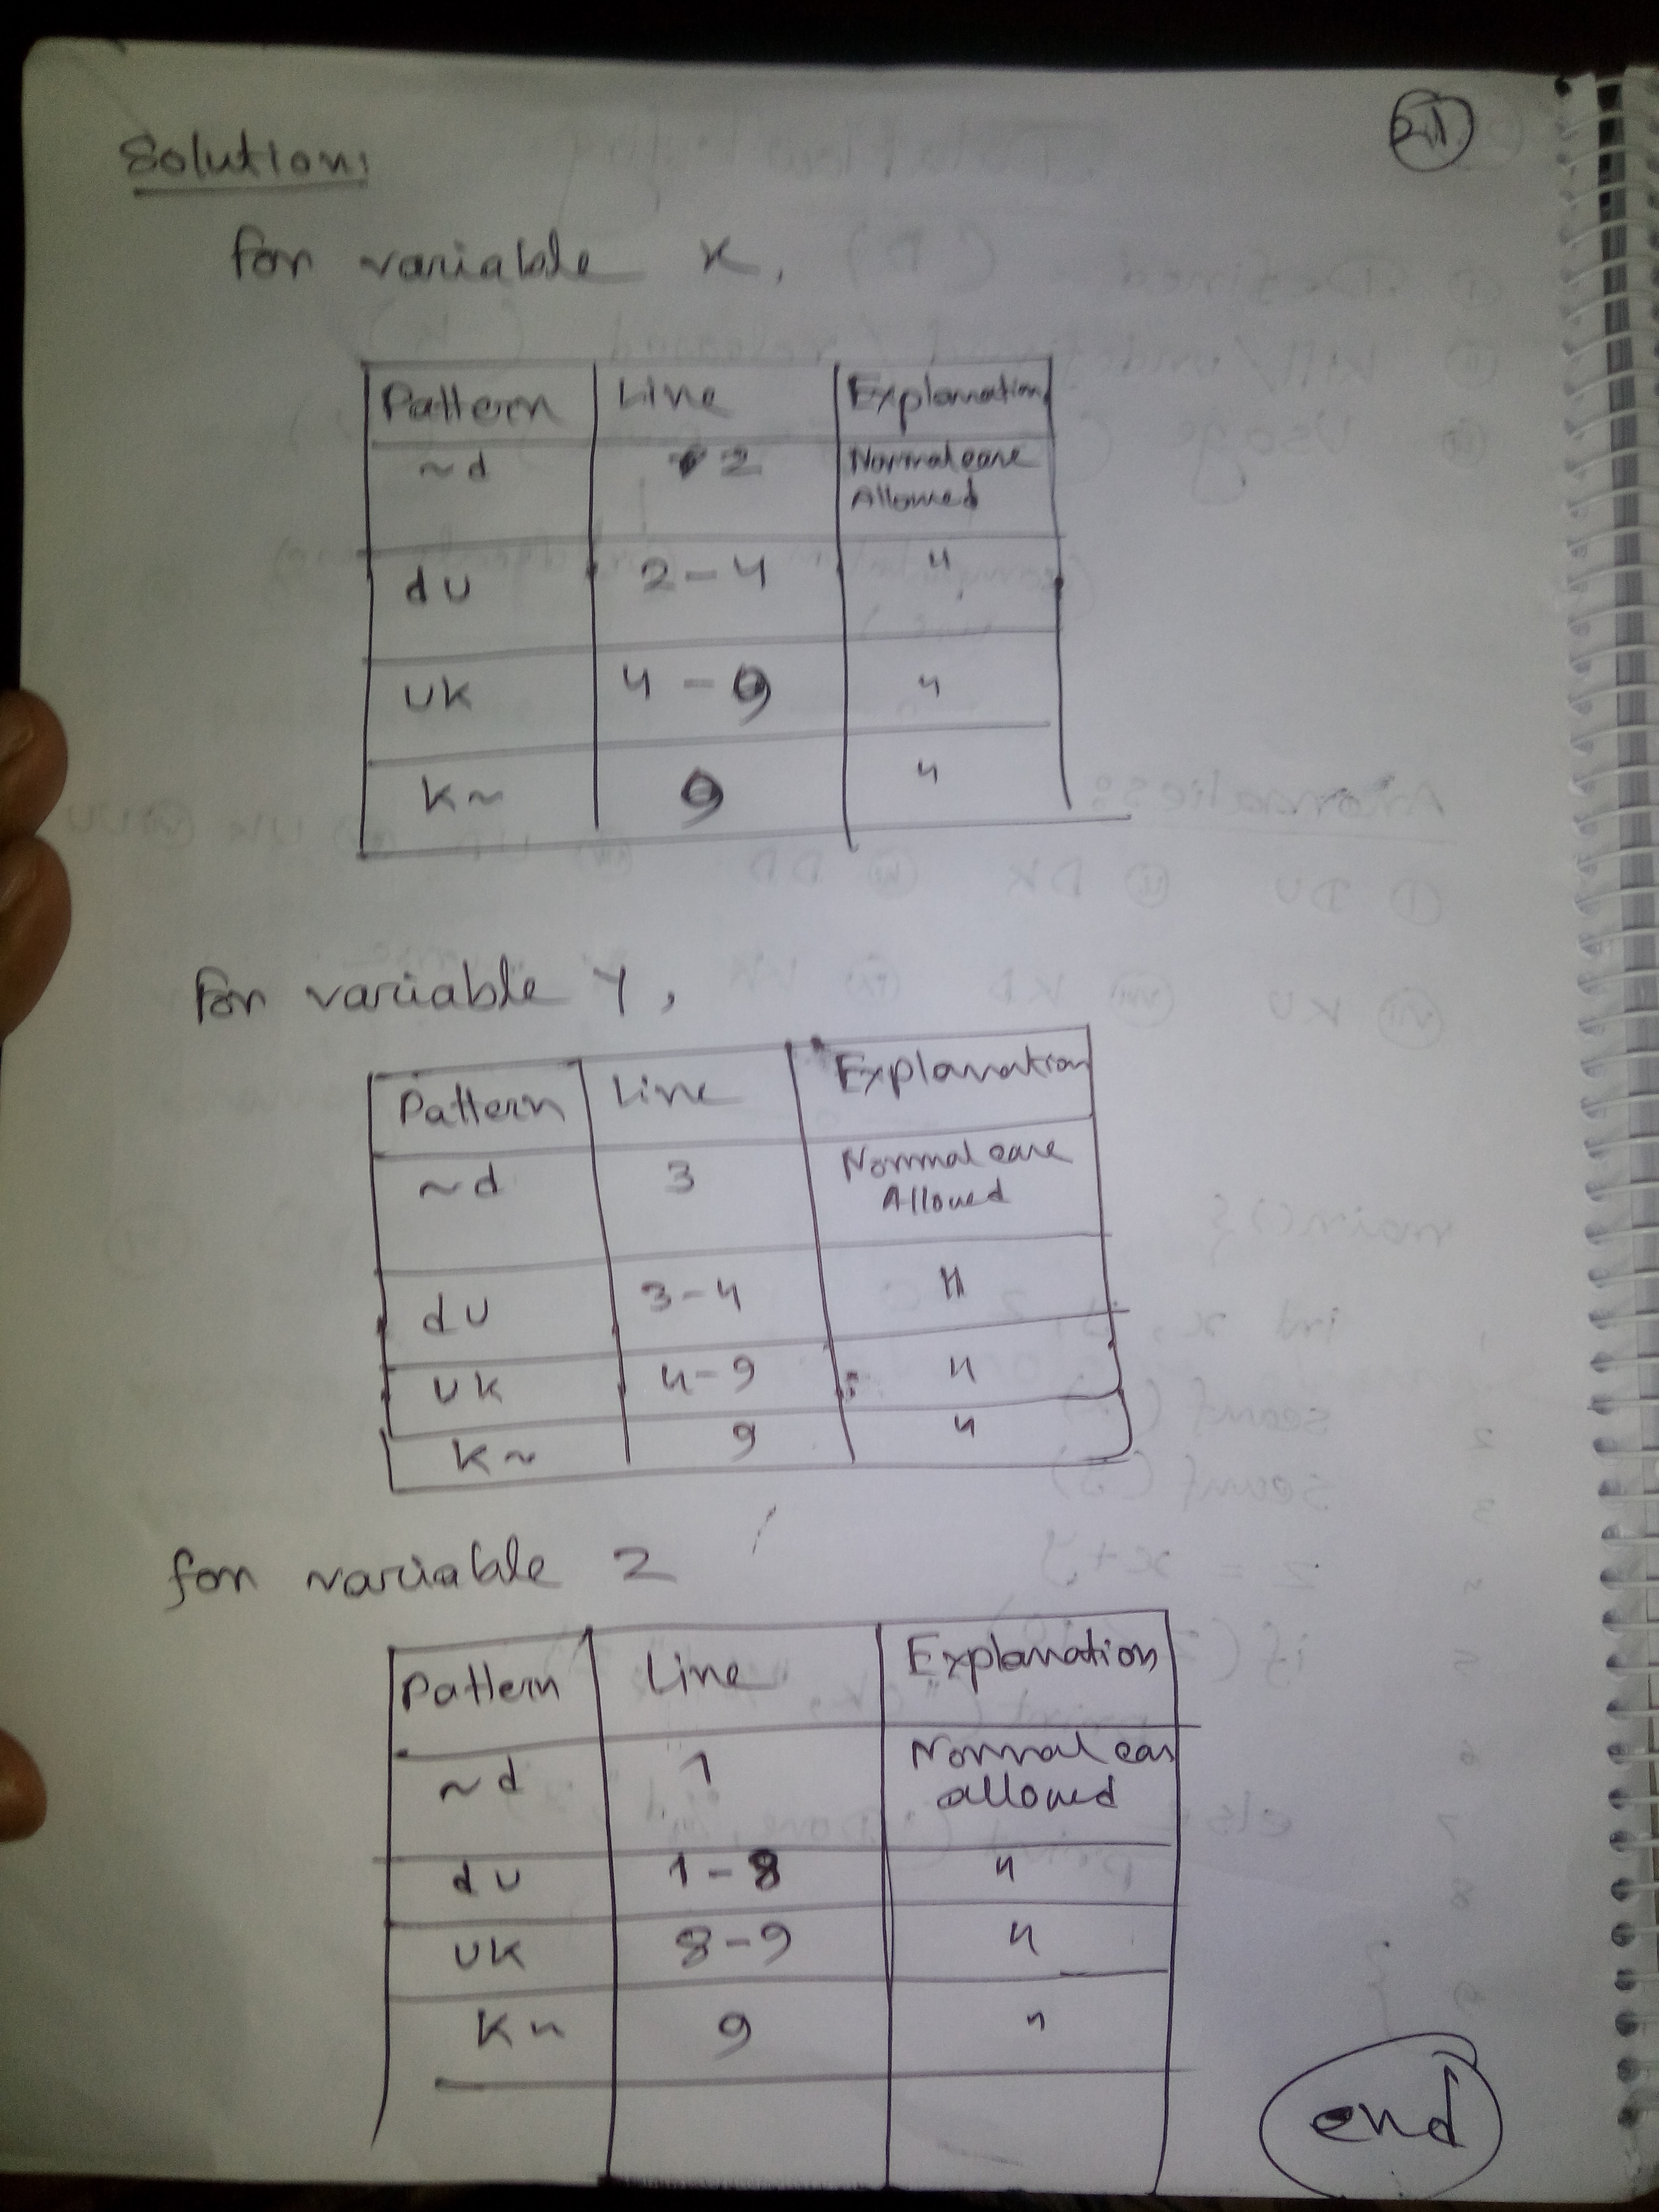 21
Solution:
for variable x,
Pattern Line Explanation
~d 2 Normal case
Allowed
du 2-4 "
uk 4-9 "
k~ 9 "
for variable Y,
Pattern Line Explanation
~d 3 Normal case
Allowed
du 3-4 "
uk 4-9 "
k~ 9 "
for variable Z
Pattern Line Explanation
~d 1 Normal cas
allowed
du 1-8 "
uk 8-9 "
k~ 9 "
end